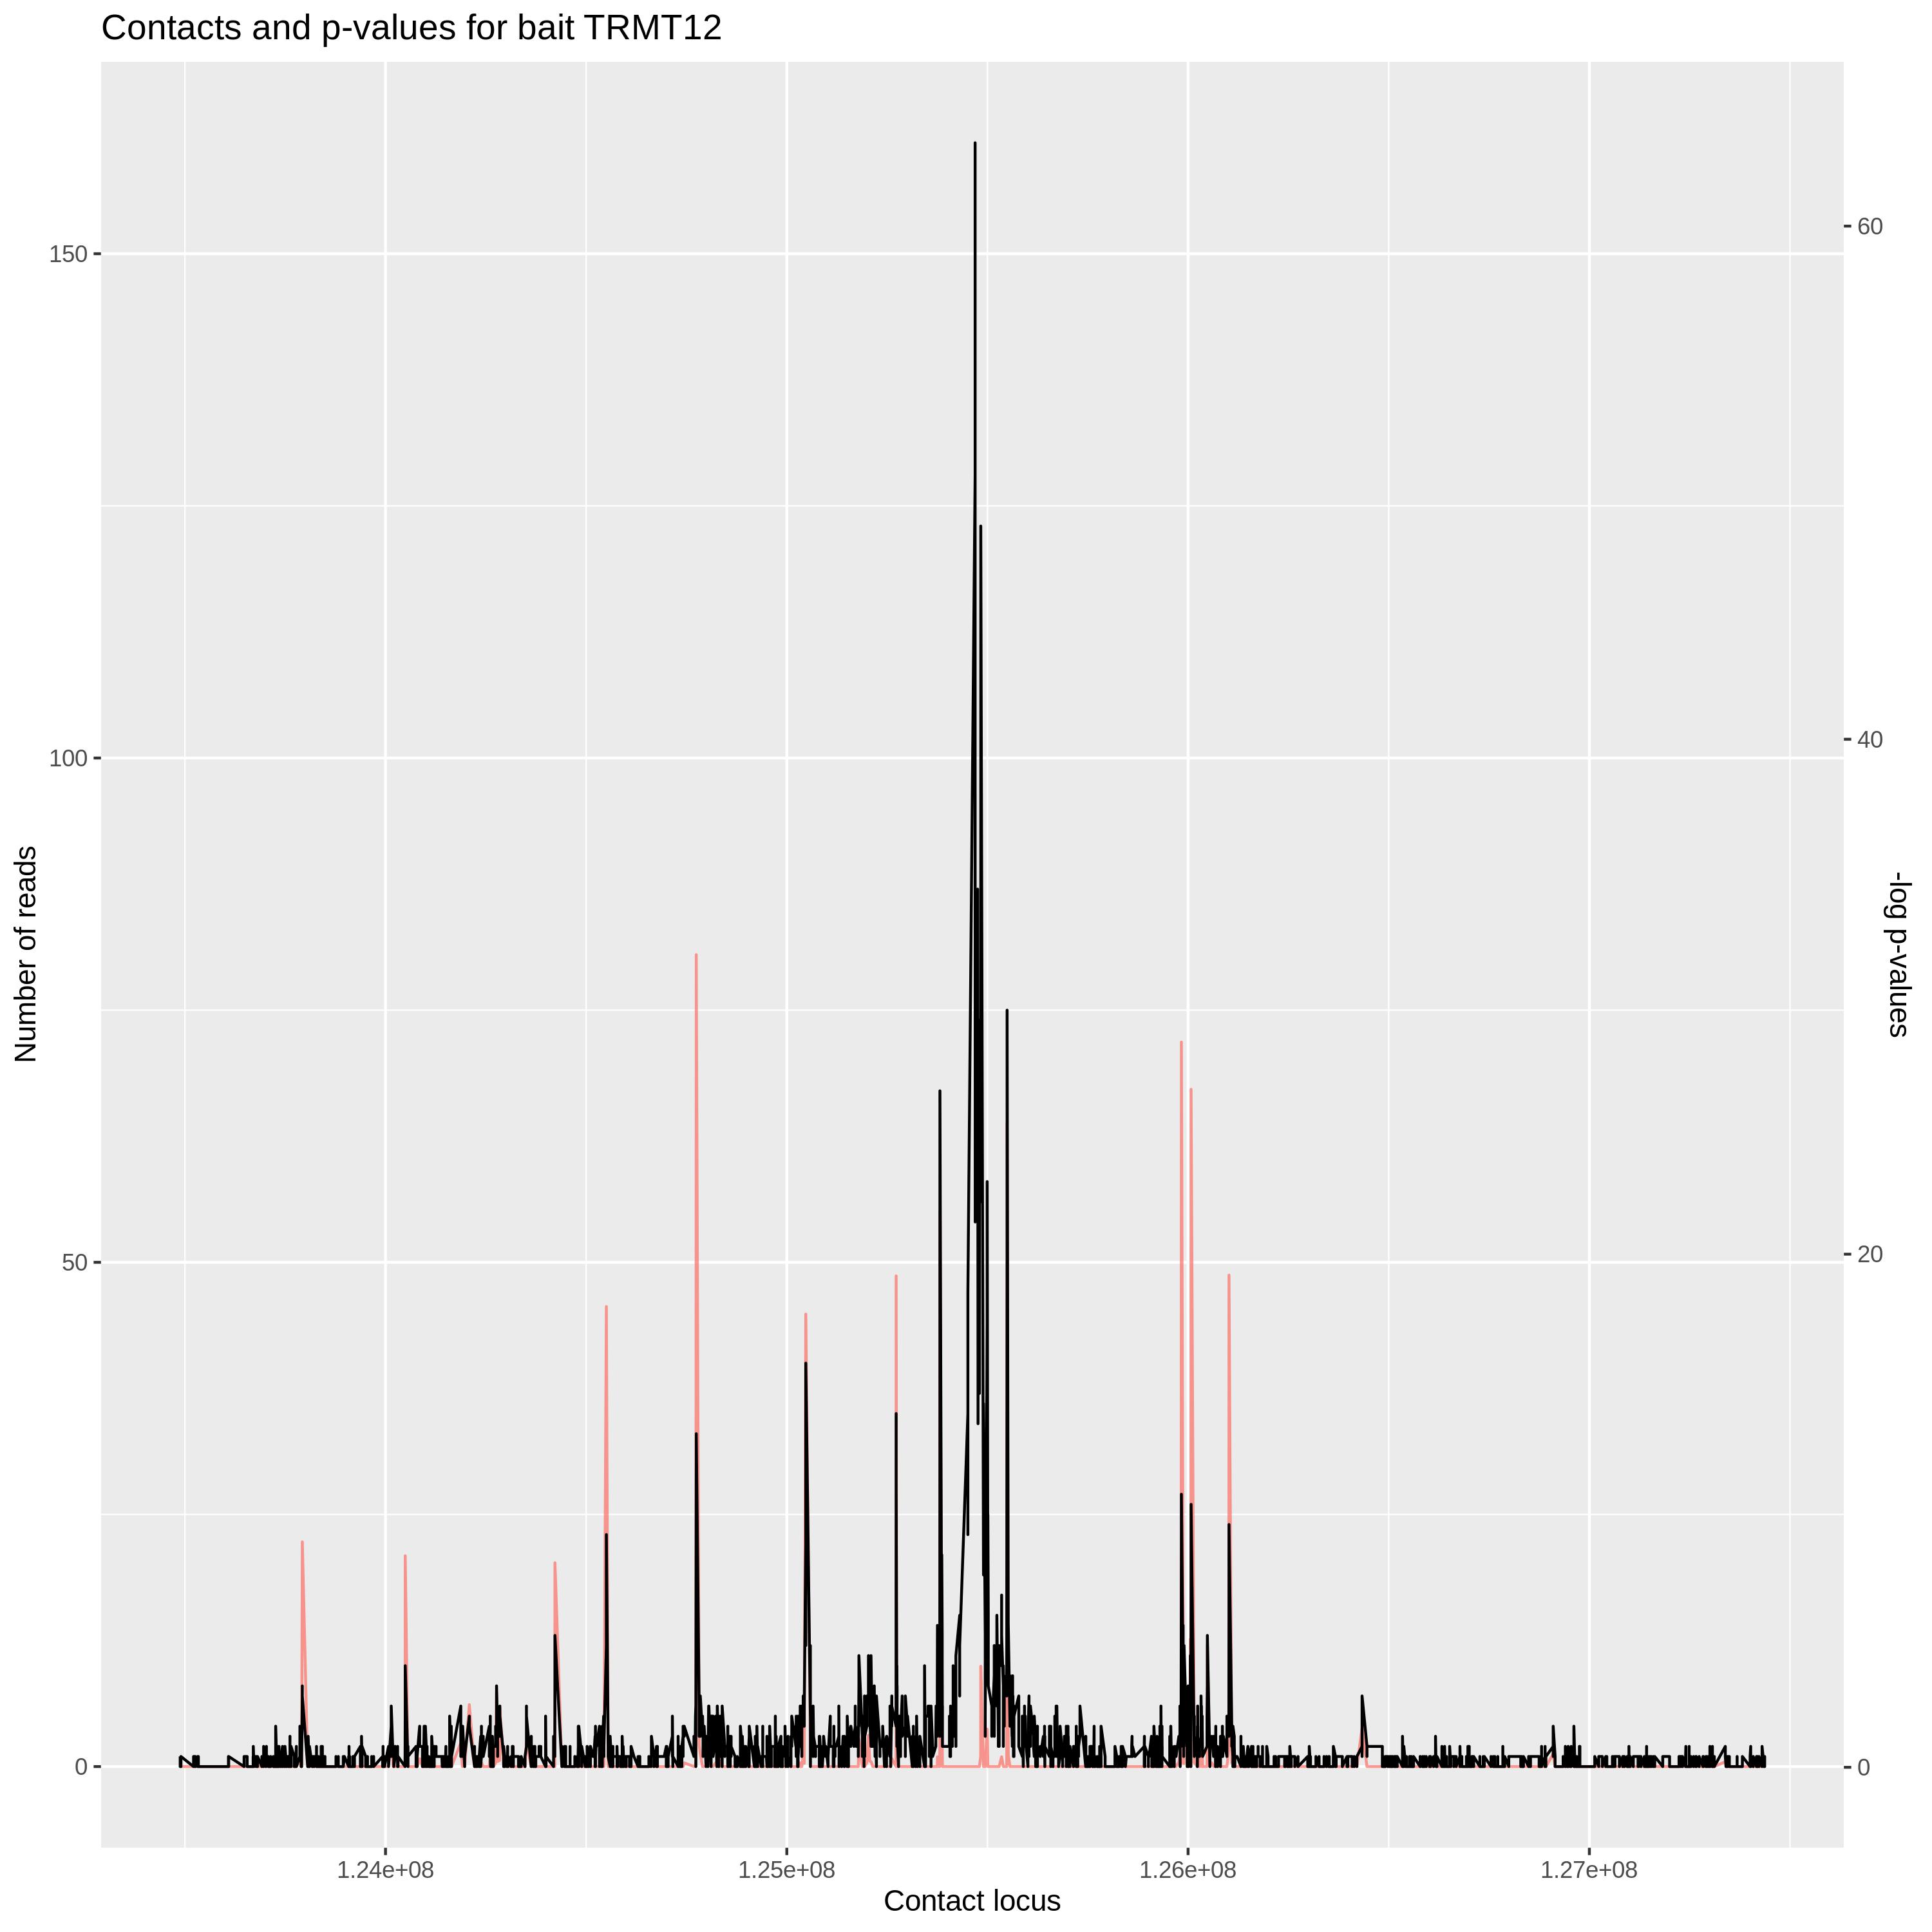 Contacts and p-values for bait TRMT12
150
100
50
0
Number of reads
60
40
20
0
-log p-values
1.24e+08
1.25e+08
1.26e+08
1.27e+08
Contact locus